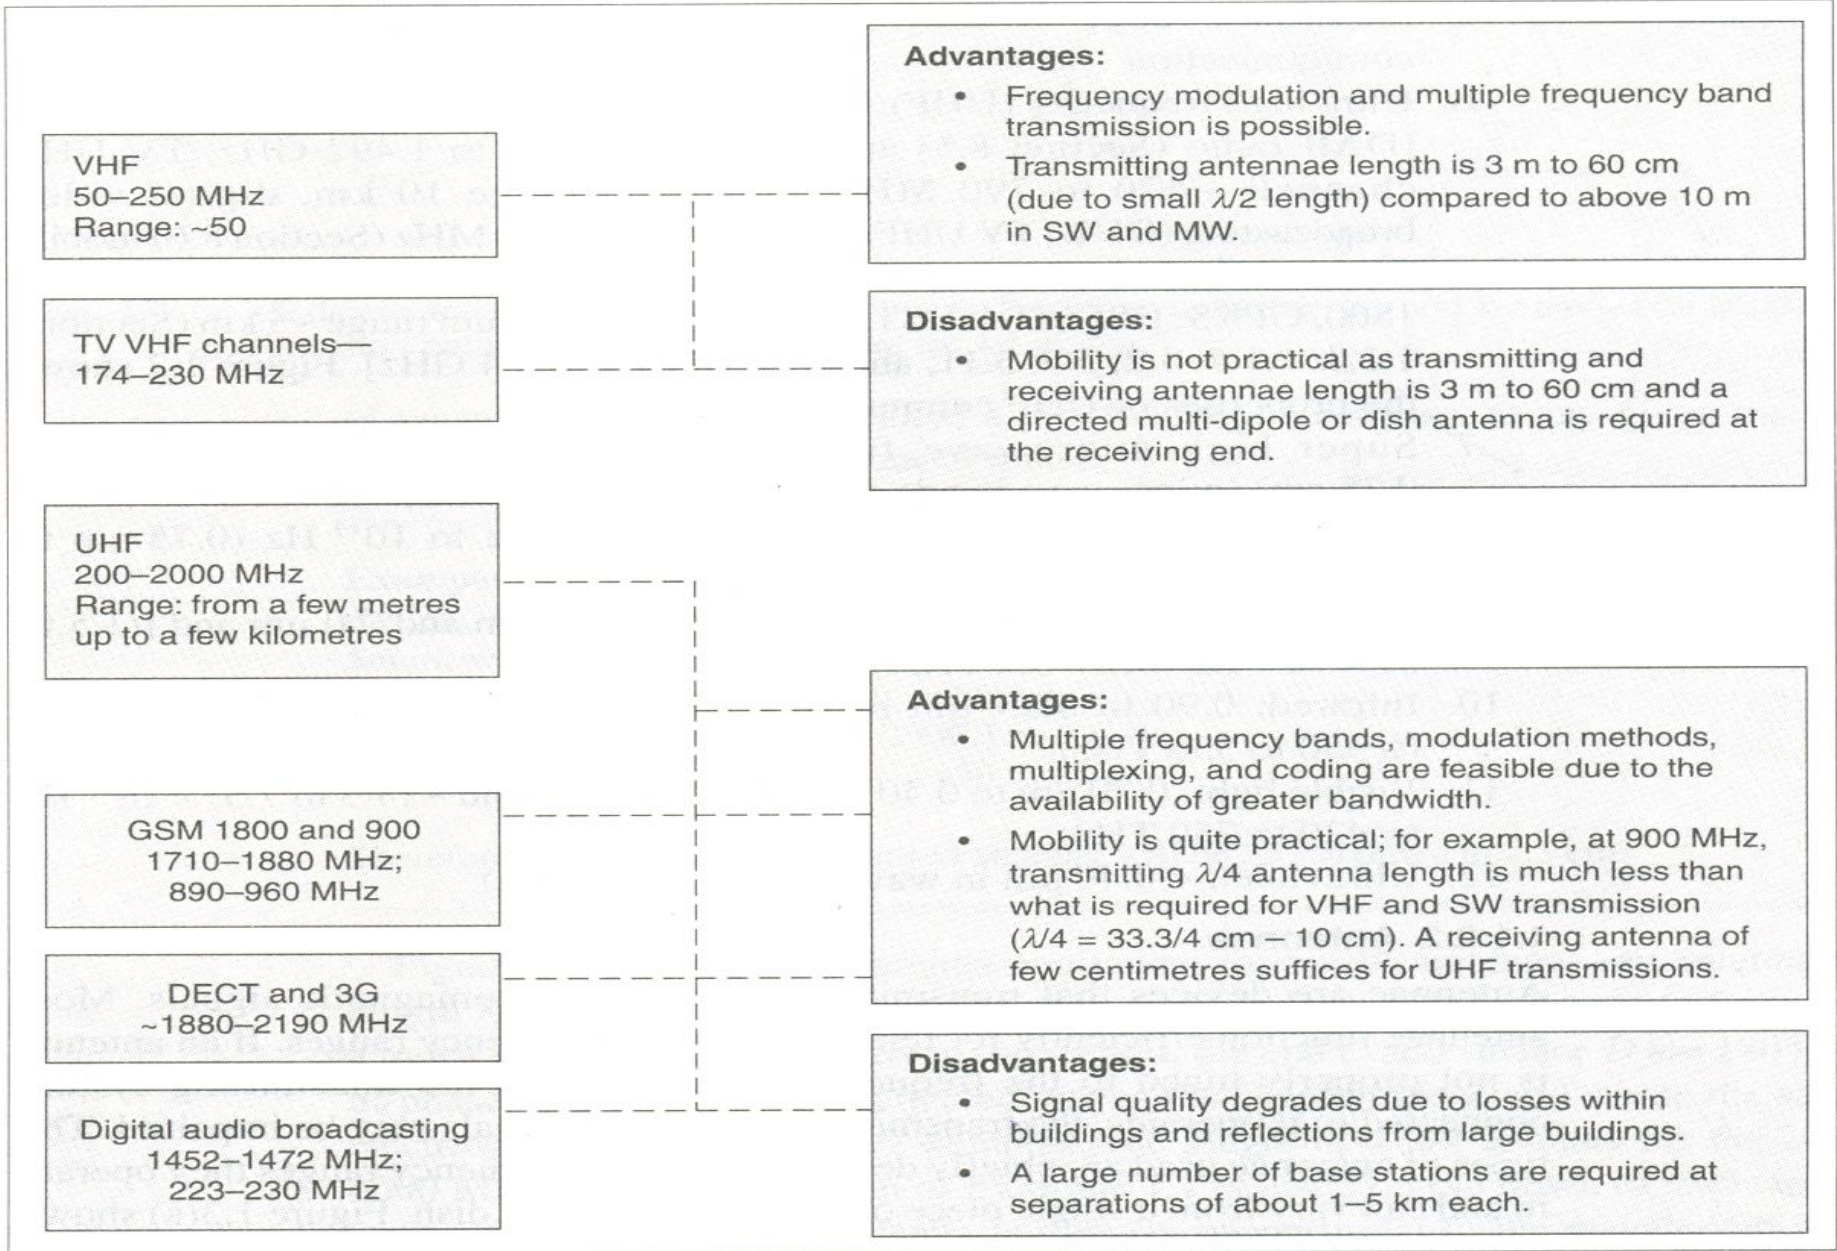 VHF
50–250 MHz
Range: ~50
TV VHF channels—
174–230 MHz
Advantages:
• Frequency modulation and multiple frequency band
transmission is possible.
• Transmitting antennae length is 3 m to 60 cm
(due to small λ/2 length) compared to above 10 m
in SW and MW.
Disadvantages:
• Mobility is not practical as transmitting and
receiving antennae length is 3 m to 60 cm and a
directed multi-dipole or dish antenna is required at
the receiving end.
UHF
200–2000 MHz
Range: from a few metres
up to a few kilometres
GSM 1800 and 900
1710–1880 MHz;
890–960 MHz
DECT and 3G
~1880–2190 MHz
Digital audio broadcasting
1452–1472 MHz;
223–230 MHz
Advantages:
• Multiple frequency bands, modulation methods,
multiplexing, and coding are feasible due to the
availability of greater bandwidth.
• Mobility is quite practical; for example, at 900 MHz,
transmitting λ/4 antenna length is much less than
what is required for VHF and SW transmission
(λ/4 = 33.3/4 cm – 10 cm). A receiving antenna of
few centimetres suffices for UHF transmissions.
Disadvantages:
• Signal quality degrades due to losses within
buildings and reflections from large buildings.
• A large number of base stations are required at
separations of about 1–5 km each.